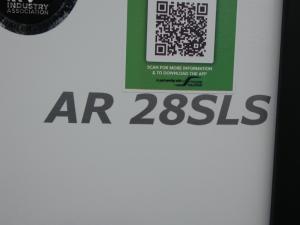 INDUSTRY
ASSOCIATION
SCAN FOR MORE INFORMATION
& TO DOWNLOAD THE APP
AR 28SLS